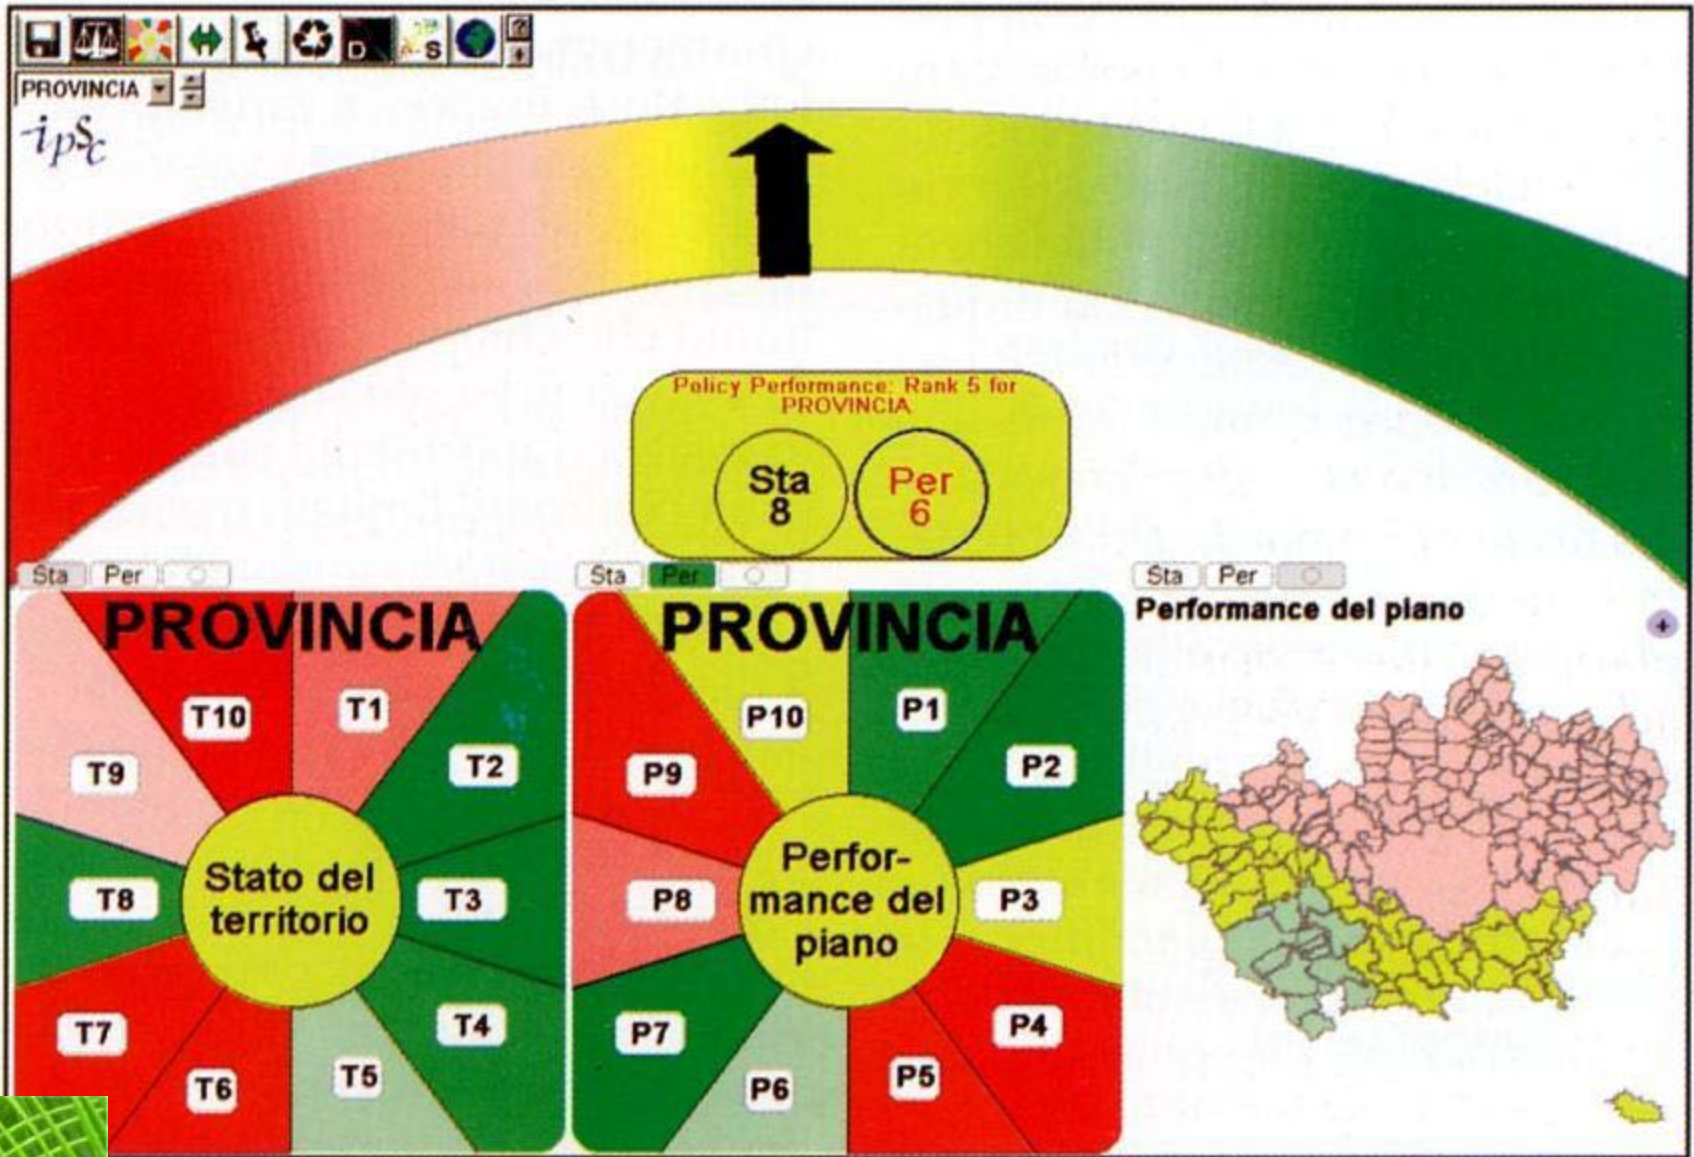 D
S
?
+
PROVINCIA
ipsc
Policy Performance: Rank 5 for
PROVINCIA
Sta
8
Per
6
Sta Per
Sta Per
Sta Per
PROVINCIA
T10
T1
T9
T2
Stato del
territorio
T8
T3
T7
T4
T6
T5
PROVINCIA
P10
P1
P9
P2
Perfor-
mance del
piano
P8
P3
P7
P4
P6
P5
Performance del piano
+